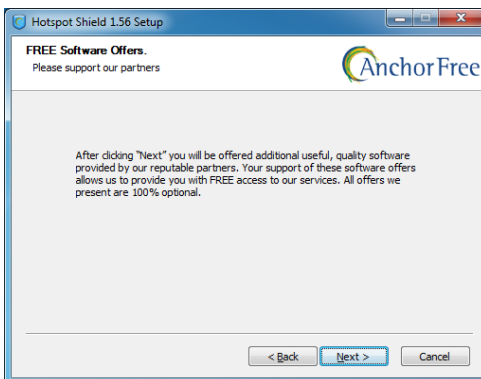 Hotspot Shield 1.56 Setup
FREE Software Offers.
Please support our partners
AnchorFree
After clicking "Next" you will be offered additional useful, quality software
provided by our reputable partners. Your support of these software offers
allows us to provide you with FREE access to our services. All offers we
present are 100% optional.
< Back
Next >
Cancel